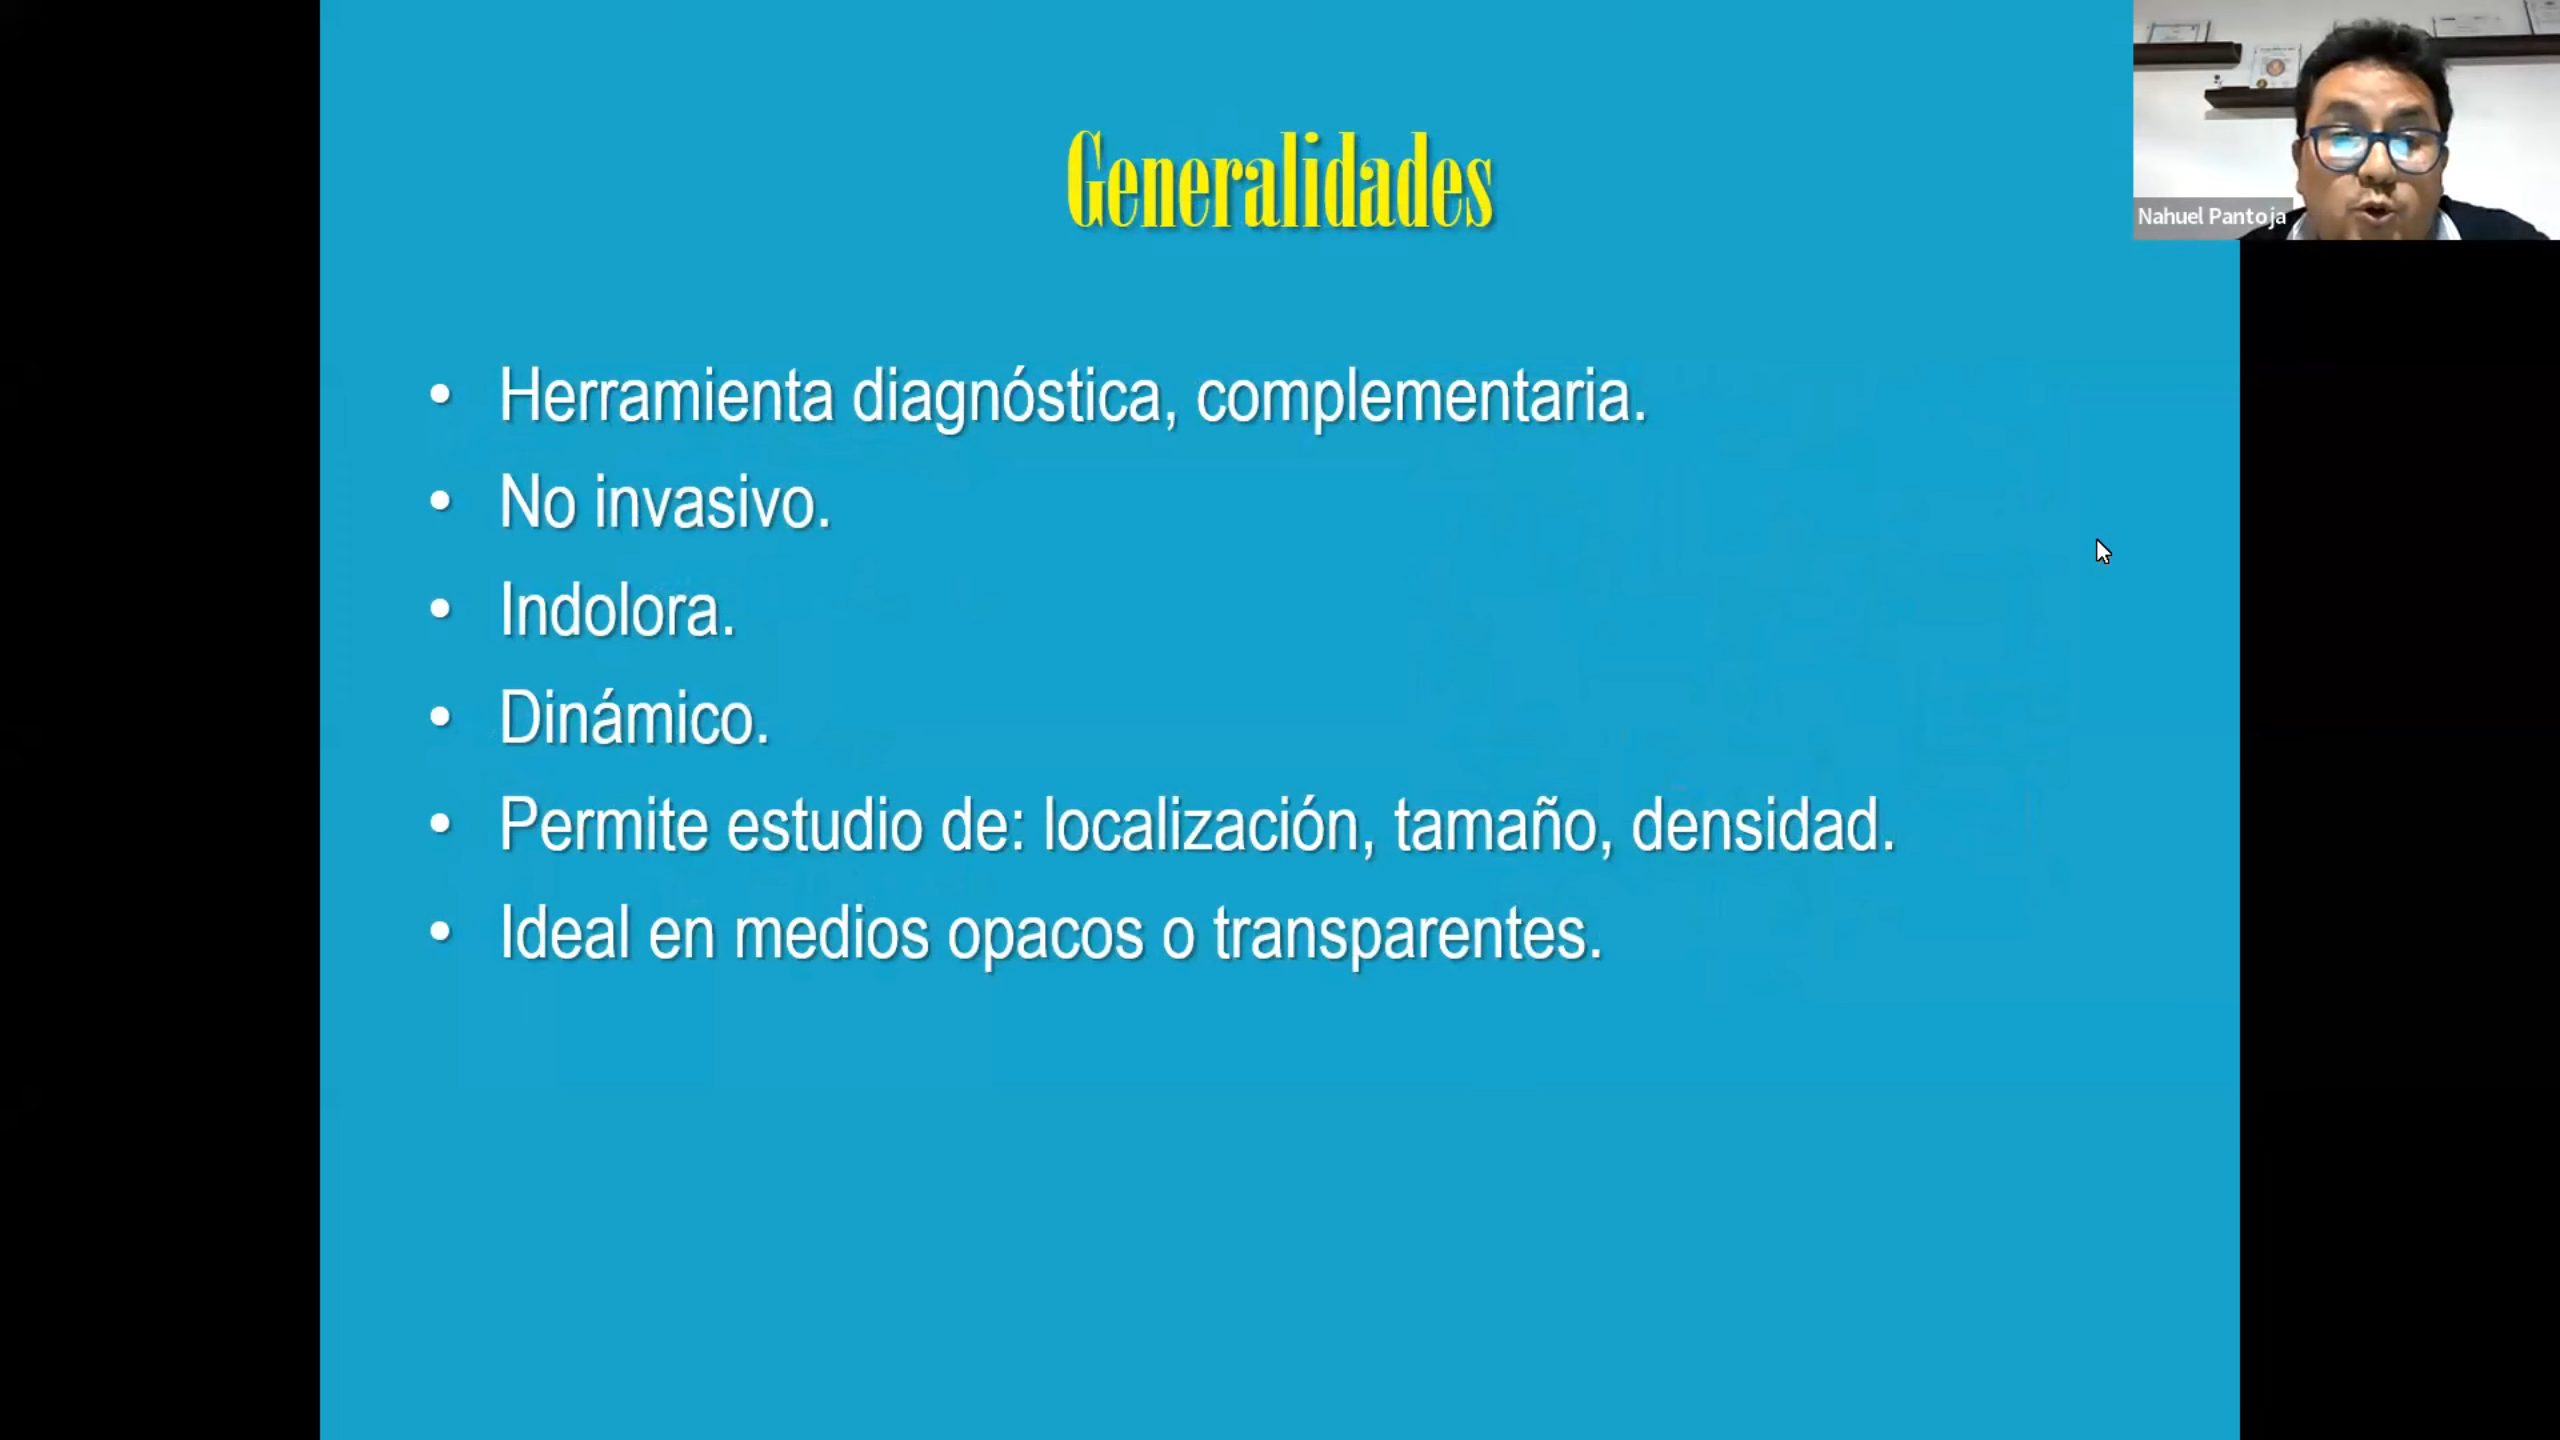 Generalidades
Nahuel Pantoja
• Herramienta diagnóstica, complementaria.
• No invasivo.
• Indolora.
• Dinámico.
• Permite estudio de: localización, tamaño, densidad.
• Ideal en medios opacos o transparentes.